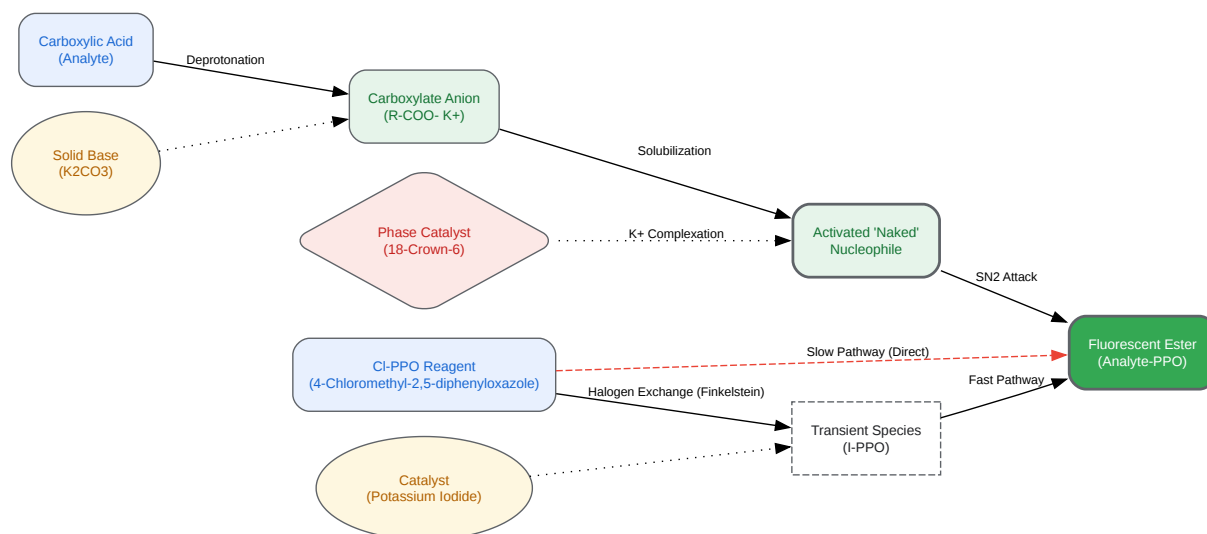 Carboxylic Acid
(Analyte)
Deprotonation
Solid Base
(K2CO3)
Carboxylate Anion
(R-COO- K+)
Solubilization
Phase Catalyst
(18-Crown-6)
K+ Complexation
Activated 'Naked'
Nucleophile
SN2 Attack
Cl-PPO Reagent
(4-Chloromethyl-2,5-diphenyloxazole)
Slow Pathway (Direct)
Halogen Exchange (Finkelstein)
Fast Pathway
Fluorescent Ester
(Analyte-PPO)
Transient Species
(I-PPO)
Catalyst
(Potassium Iodide)